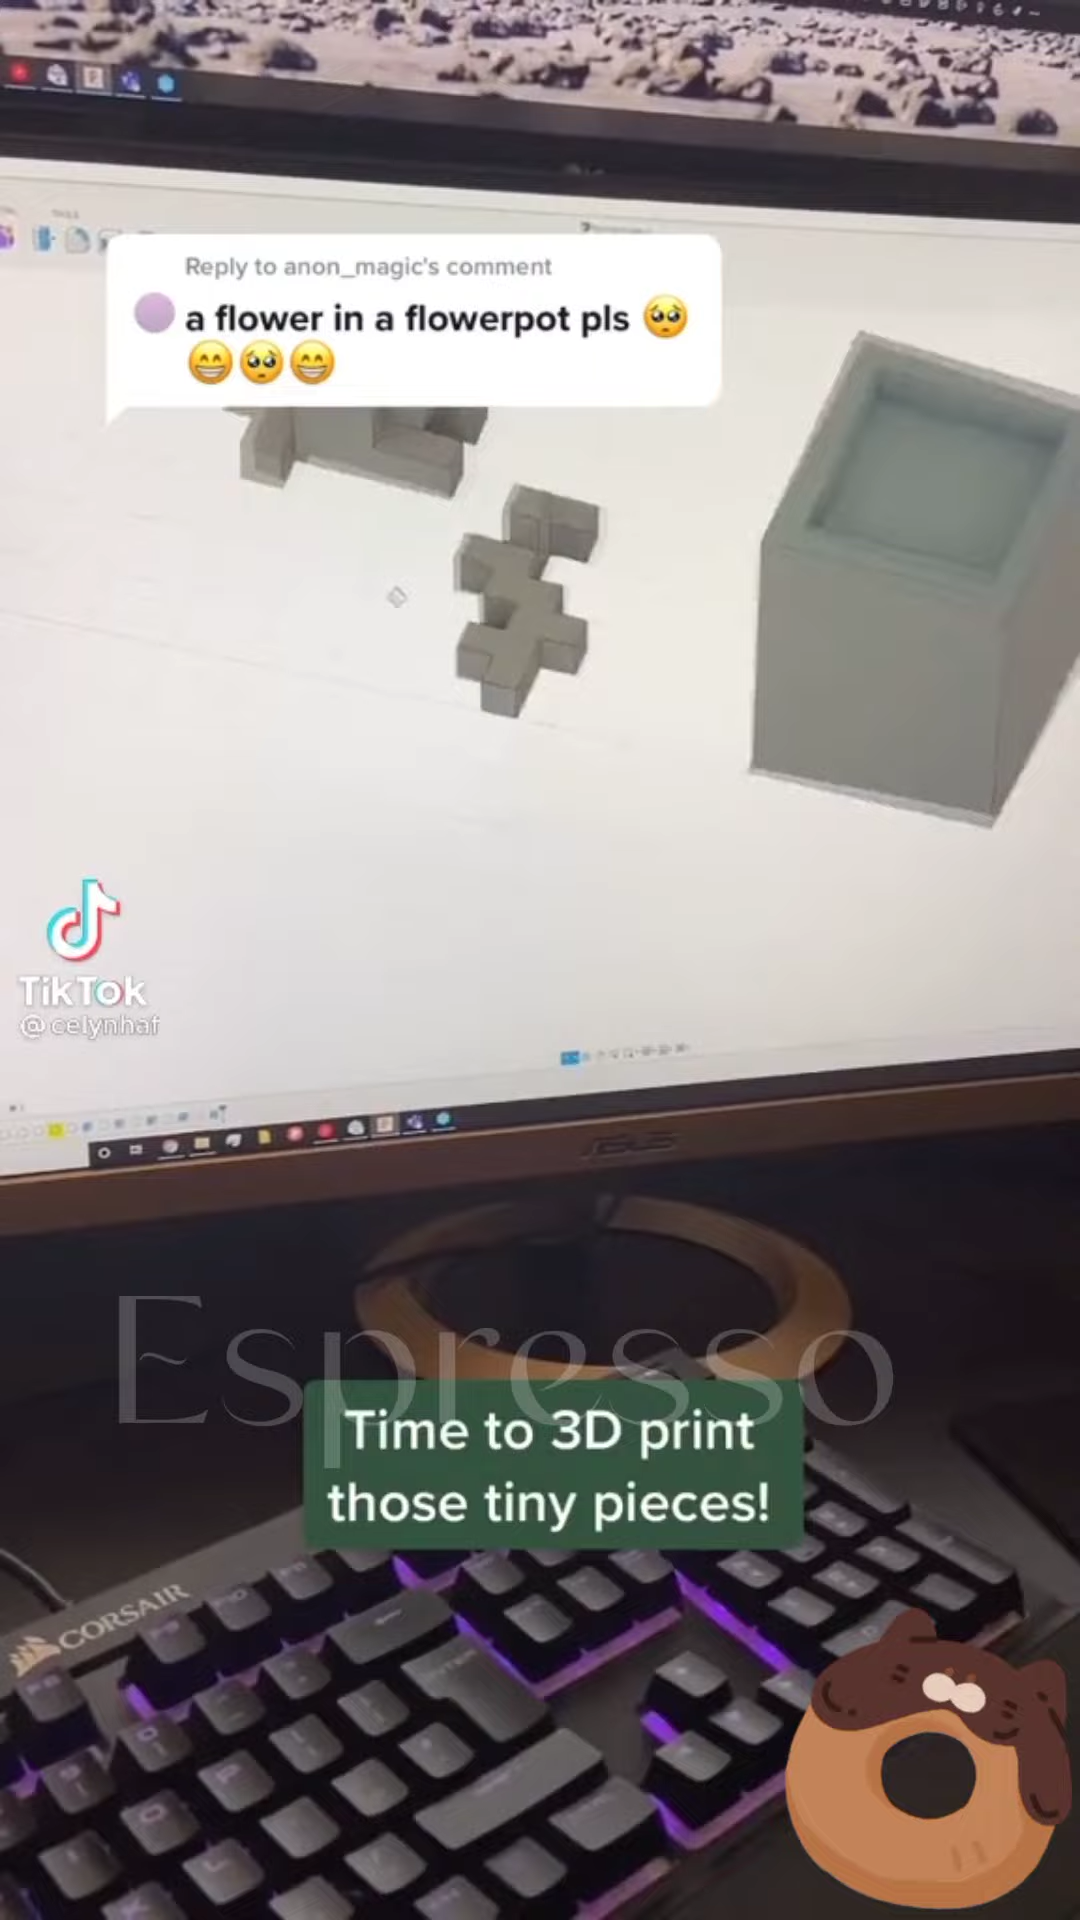 Reply to anon_magic's comment
a flower in a flowerpot pls 🥺
😁🥺😁
TikTok
@celynhaf
ASUS
Espresso
Time to 3D print
those tiny pieces!
CORSAIR